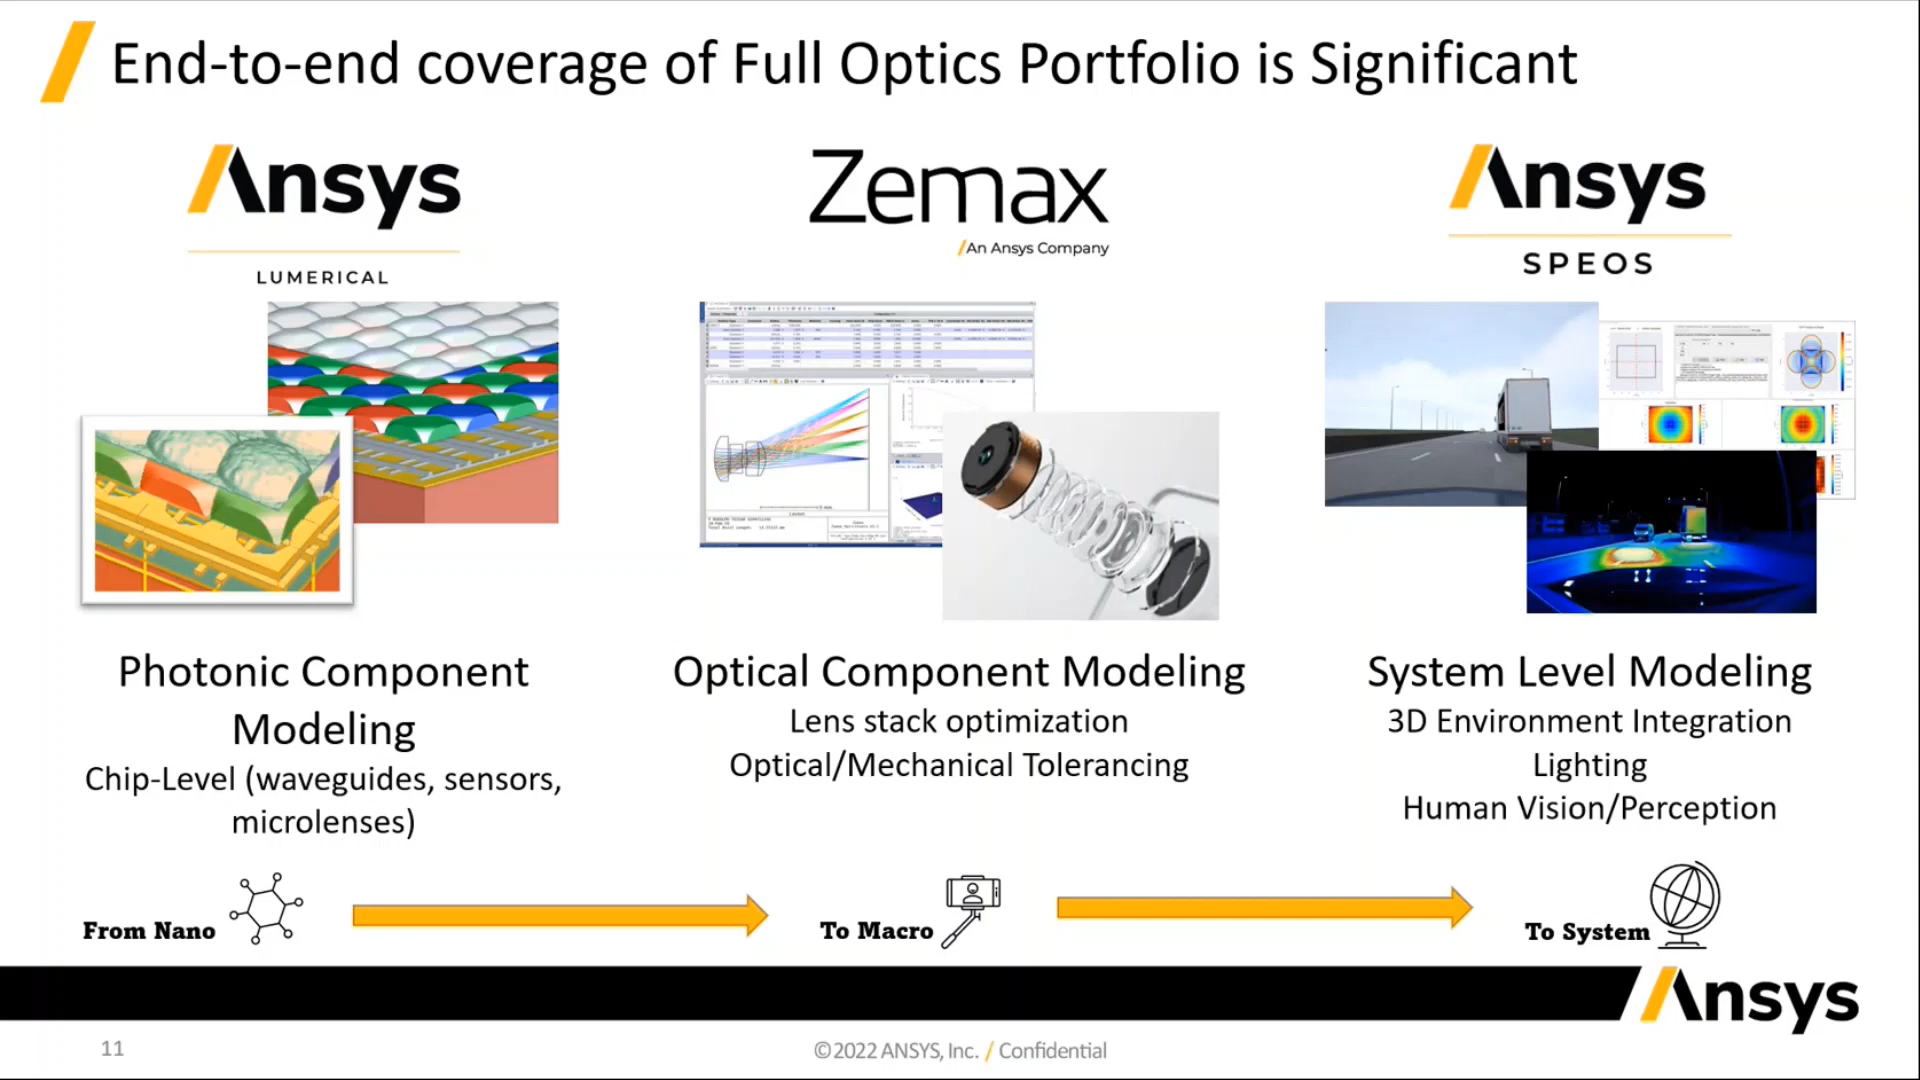 End-to-end coverage of Full Optics Portfolio is Significant
Ansys
LUMERICAL
Zemax
/An Ansys Company
Ansys
SPEOS
Photonic Component
Modeling
Chip-Level (waveguides, sensors,
microlenses)
Optical Component Modeling
Lens stack optimization
Optical/Mechanical Tolerancing
System Level Modeling
3D Environment Integration
Lighting
Human Vision/Perception
From Nano
To Macro
To System
Ansys
11
©2022 ANSYS, Inc. / Confidential